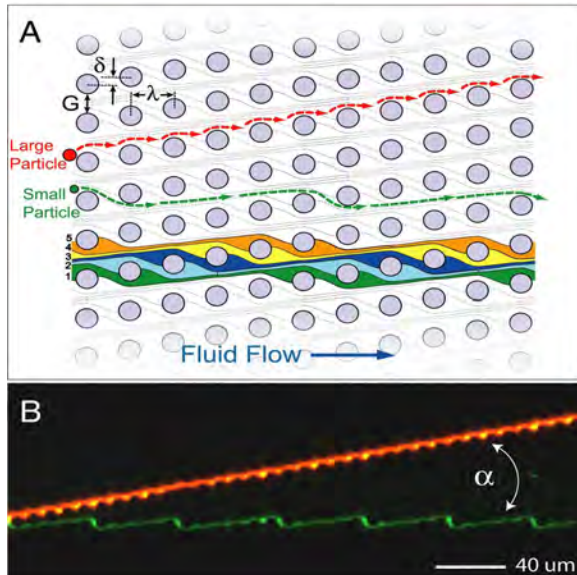 A
δ
G
λ
Large
Particle
Small
Particle
5
4
3
2
1
Fluid Flow
B
α
40 um